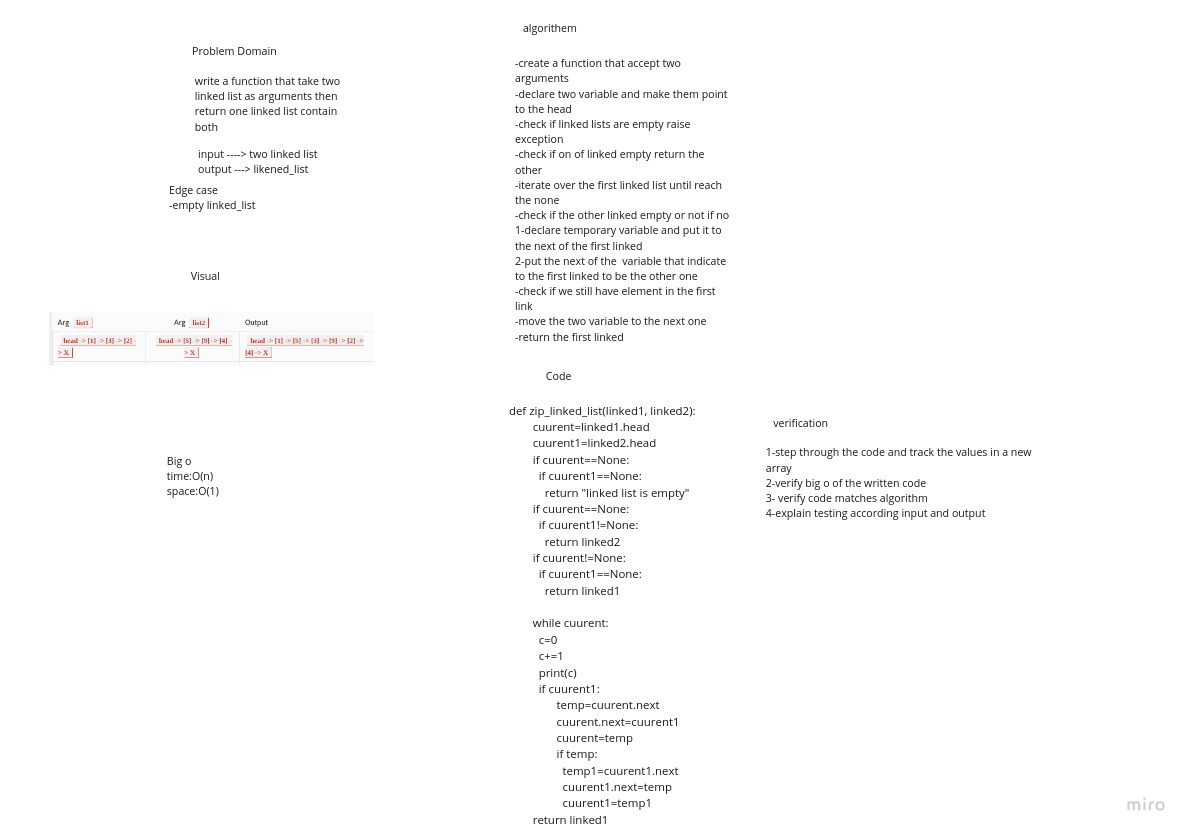 Problem Domain
write a function that take two
linked list as arguments then
return one linked list contain
both
input ----> two linked list
output ---> likened_list
Edge case
-empty linked_list
Visual
Arg list1 Arg list2 Output
head -> [1] -> [3] -> [2] - head -> [5] -> [9] -> [4] - head -> [1] -> [5] -> [3] -> [9] -> [2] ->
> X > X [4] -> X
Big o
time:O(n)
space:O(1)
algorithem
-create a function that accept two
arguments
-declare two variable and make them point
to the head
-check if linked lists are empty raise
exception
-check if on of linked empty return the
other
-iterate over the first linked list until reach
the none
-check if the other linked empty or not if no
1-declare temporary variable and put it to
the next of the first linked
2-put the next of the  variable that indicate
to the first linked to be the other one
-check if we still have element in the first
link
-move the two variable to the next one
-return the first linked
Code
def zip_linked_list(linked1, linked2):
cuurent=linked1.head
cuurent1=linked2.head
if cuurent==None:
if cuurent1==None:
return "linked list is empty"
if cuurent==None:
if cuurent1!=None:
return linked2
if cuurent!=None:
if cuurent1==None:
return linked1
while cuurent:
c=0
c+=1
print(c)
if cuurent1:
temp=cuurent.next
cuurent.next=cuurent1
cuurent=temp
if temp:
temp1=cuurent1.next
cuurent1.next=temp
cuurent1=temp1
return linked1
verification
1-step through the code and track the values in a new
array
2-verify big o of the written code
3- verify code matches algorithm
4-explain testing according input and output
miro